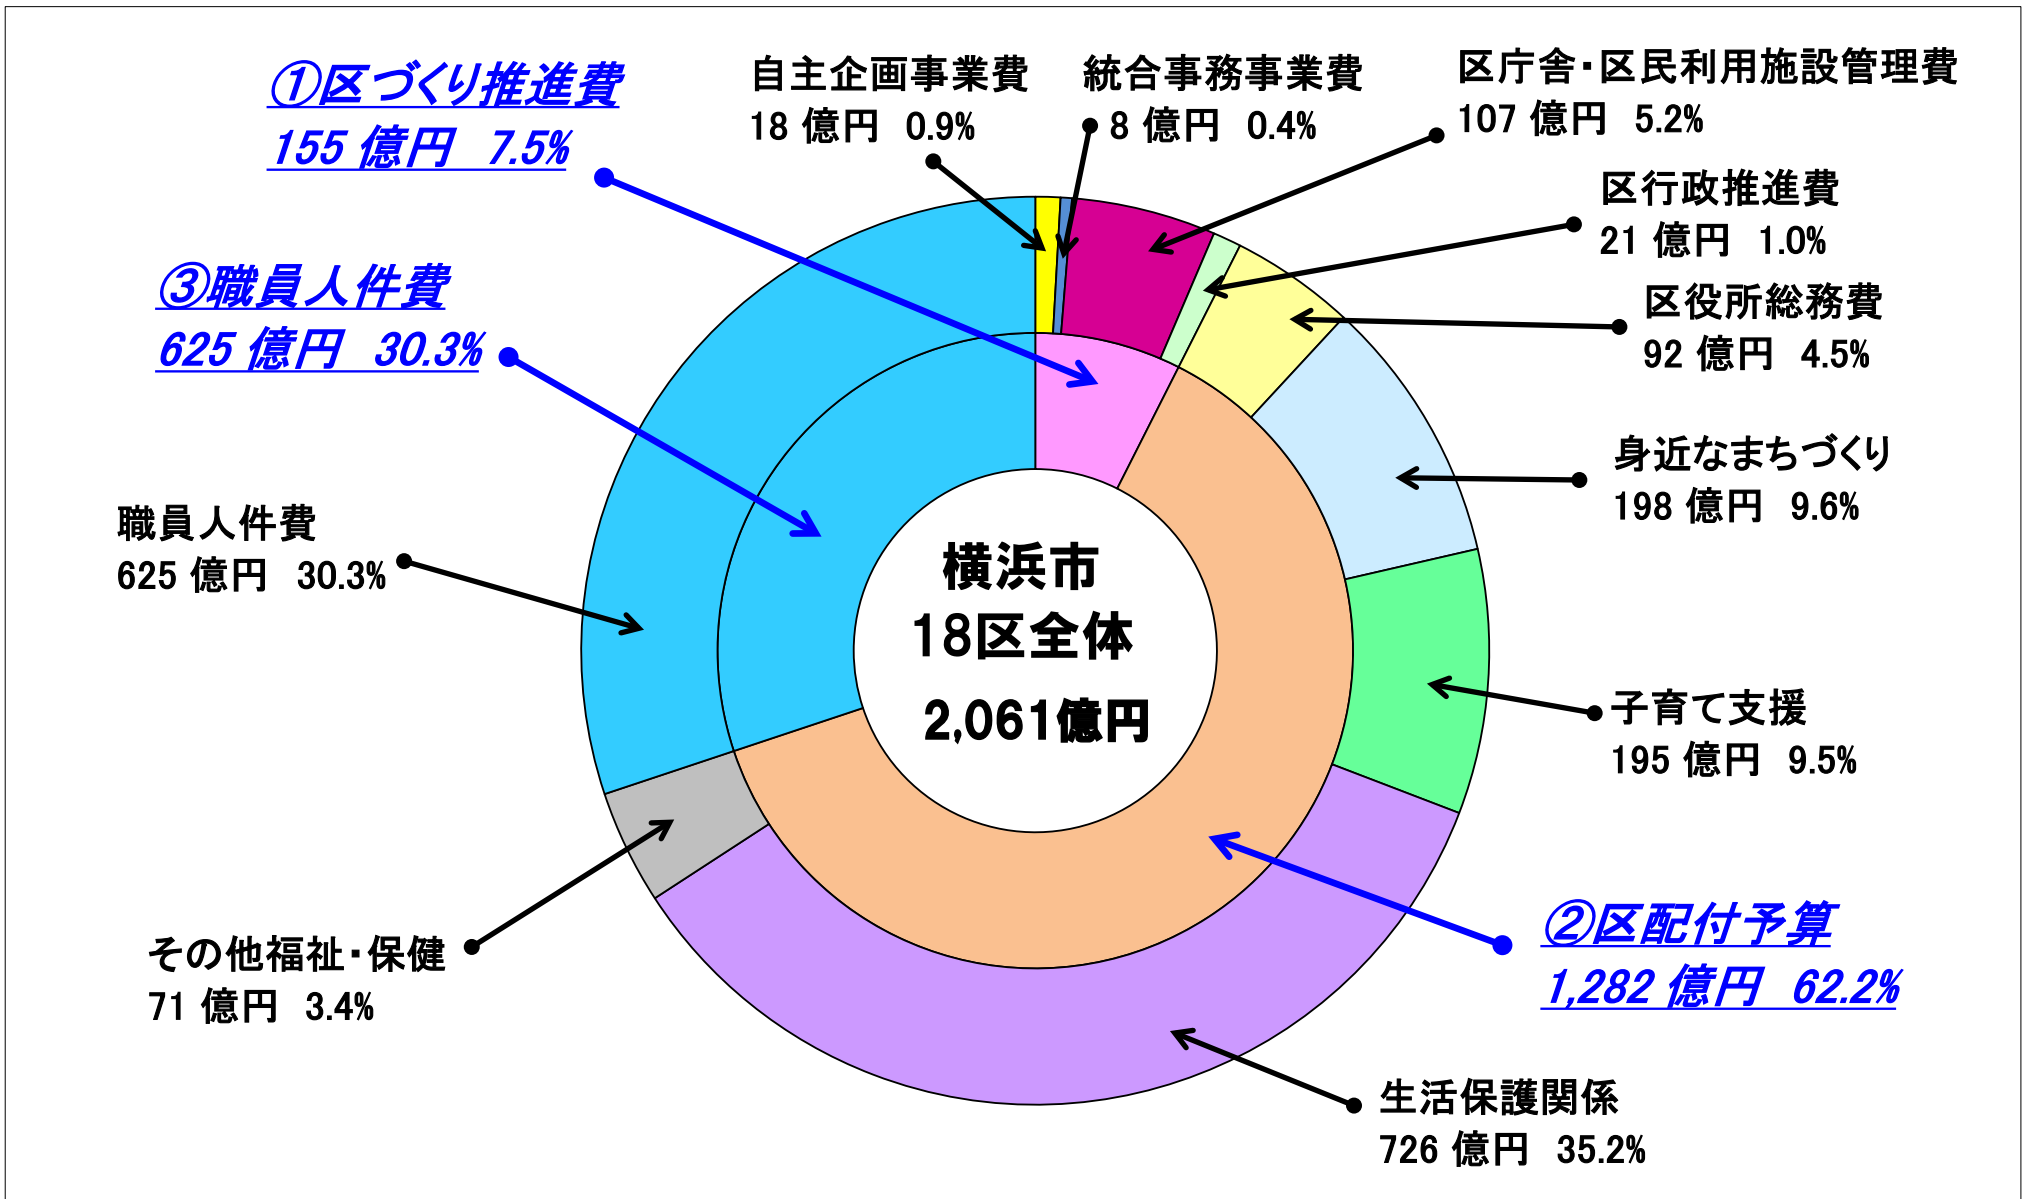 ①区づくり推進費
155 億円 7.5%
自主企画事業費
18 億円 0.9%
統合事務事業費
8 億円 0.4%
区庁舎・区民利用施設管理費
107 億円 5.2%
区行政推進費
21 億円 1.0%
区役所総務費
92 億円 4.5%
③職員人件費
625 億円 30.3%
身近なまちづくり
198 億円 9.6%
職員人件費
625 億円 30.3%
横浜市
18区全体
2,061億円
子育て支援
195 億円 9.5%
②区配付予算
1,282 億円 62.2%
その他福祉・保健
71 億円 3.4%
生活保護関係
726 億円 35.2%